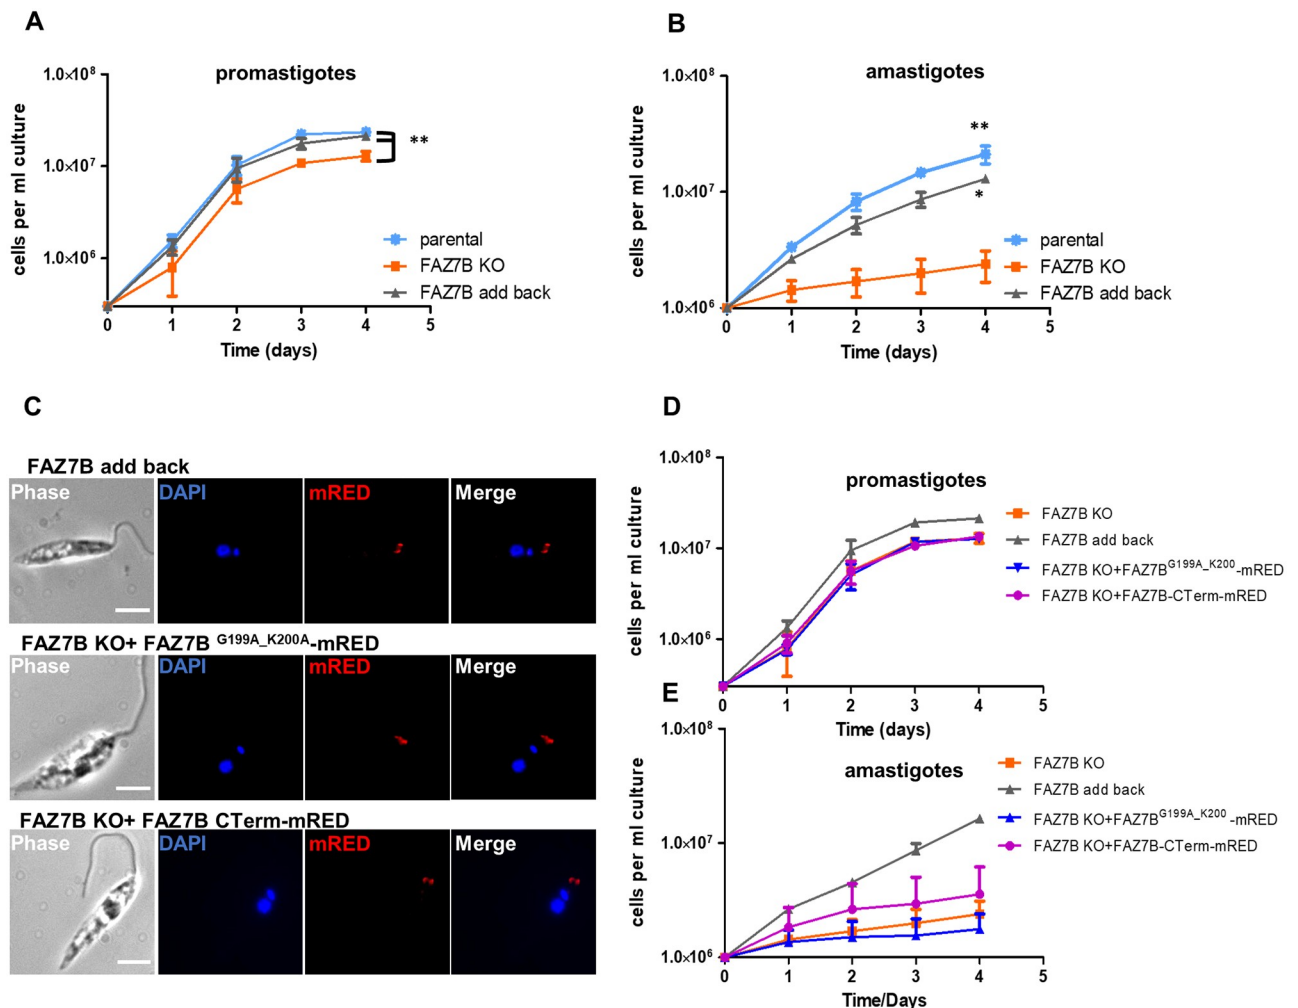 A
promastigotes
1.0×10⁸
1.0×10⁷
1.0×10⁶
cells per ml culture
**
parental
FAZ7B KO
FAZ7B add back
0 1 2 3 4 5
Time (days)
B
amastigotes
1.0×10⁸
1.0×10⁷
1.0×10⁶
cells per ml culture
**
*
parental
FAZ7B KO
FAZ7B add back
0 1 2 3 4 5
Time (days)
C
FAZ7B add back
Phase DAPI mRED Merge
FAZ7B KO+ FAZ7B G199A_K200A-mRED
Phase DAPI mRED Merge
FAZ7B KO+ FAZ7B CTerm-mRED
Phase DAPI mRED Merge
D
promastigotes
1.0×10⁸
1.0×10⁷
1.0×10⁶
cells per ml culture
FAZ7B KO
FAZ7B add back
FAZ7B KO+FAZ7BG199A_K200-mRED
FAZ7B KO+FAZ7B-CTerm-mRED
0 1 2 3 4 5
Time (days)
E
amastigotes
1.0×10⁸
1.0×10⁷
1.0×10⁶
cells per ml culture
FAZ7B KO
FAZ7B add back
FAZ7B KO+FAZ7BG199A_K200 -mRED
FAZ7B KO+FAZ7B-CTerm-mRED
0 1 2 3 4 5
Time/Days